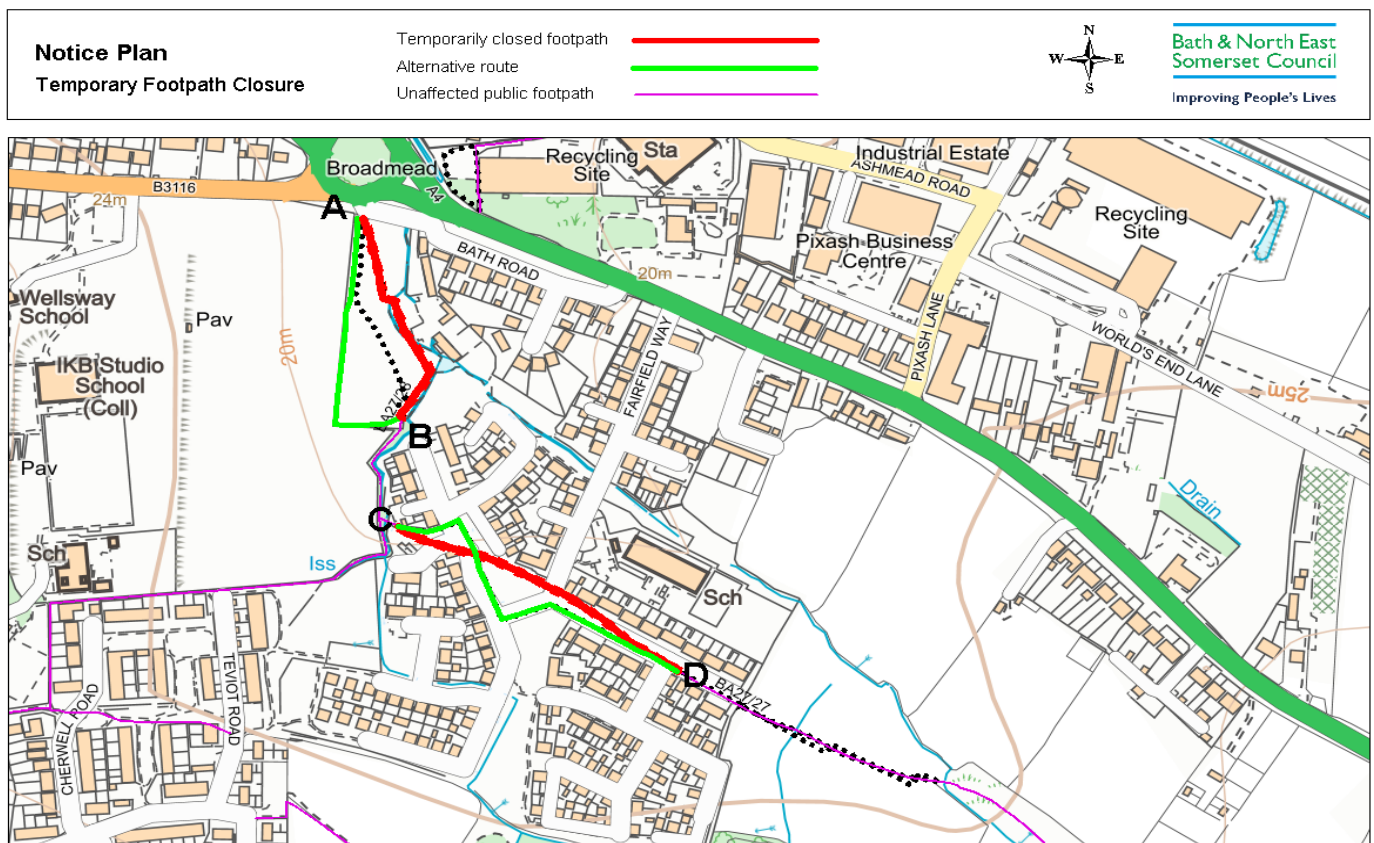 Notice Plan
Temporary Footpath Closure
Temporarily closed footpath
Alternative route
Unaffected public footpath
N
W E
S
Bath & North East
Somerset Council
Improving People's Lives
Broadmead
A4
Recycling
Site
Sta
Industrial Estate
ASHMEAD ROAD
B3116
24m
A
Recycling
Site
Pixash Business
Centre
BATH ROAD
20m
Wellsway
School
Pav
20m
PIXASH LANE
WORLD'S END LANE
FAIRFIELD WAY
IKB Studio
School
(Coll)
25m
B
Pav
Drain
C
Sch
Iss
Sch
D
BA27/27
TEVIOT ROAD
CHERWELL ROAD